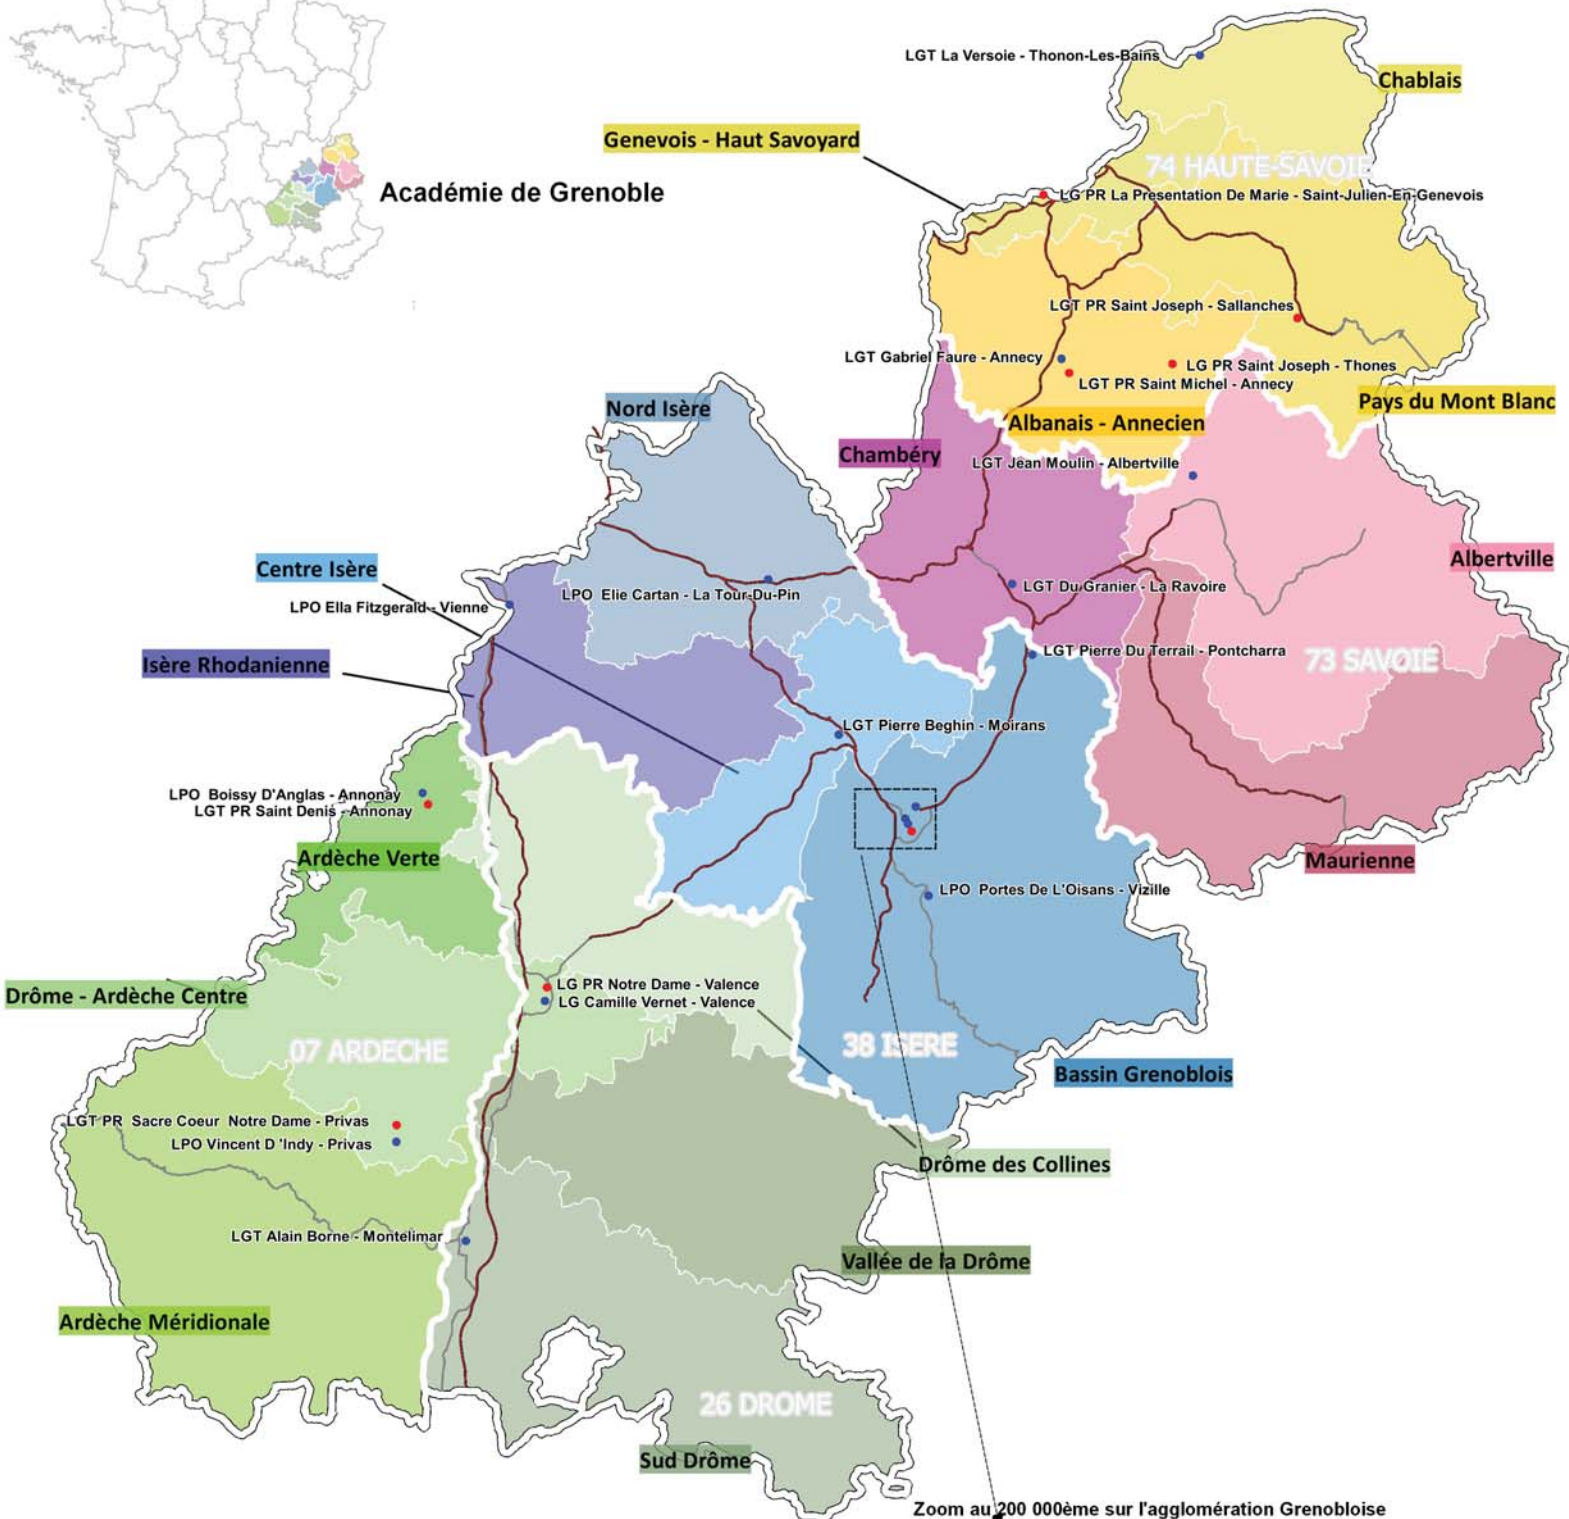 LGT La Versoie - Thonon-Les-Bains
Chablais
Genevois - Haut Savoyard
74 HAUTE-SAVOIE
Académie de Grenoble
LG PR La Presentation De Marie - Saint-Julien-En-Genevois
LGT PR Saint Joseph - Sallanches
LGT Gabriel Faure - Annecy
LG PR Saint Joseph - Thones
LGT PR Saint Michel - Annecy
Pays du Mont Blanc
Nord Isère
Albanais - Annecien
Chambéry
LGT Jean Moulin - Albertville
Albertville
Centre Isère
LPO Elie Cartan - La Tour-Du-Pin
LGT Du Granier - La Ravoire
LPO Ella Fitzgerald - Vienne
LGT Pierre Du Terrail - Pontcharra
73 SAVOIE
Isère Rhodanienne
LGT Pierre Beghin - Moirans
LPO Boissy D'Anglas - Annonay
LGT PR Saint Denis - Annonay
Ardèche Verte
Maurienne
LPO Portes De L'Oisans - Vizille
LG PR Notre Dame - Valence
Drôme - Ardèche Centre
LG Camille Vernet - Valence
07 ARDECHE
38 ISERE
Bassin Grenoblois
LGT PR Sacre Coeur Notre Dame - Privas
LPO Vincent D 'Indy - Privas
Drôme des Collines
LGT Alain Borne - Montelimar
Vallée de la Drôme
Ardèche Méridionale
26 DROME
Sud Drôme
Zoom au 200 000ème sur l'agglomération Grenobloise